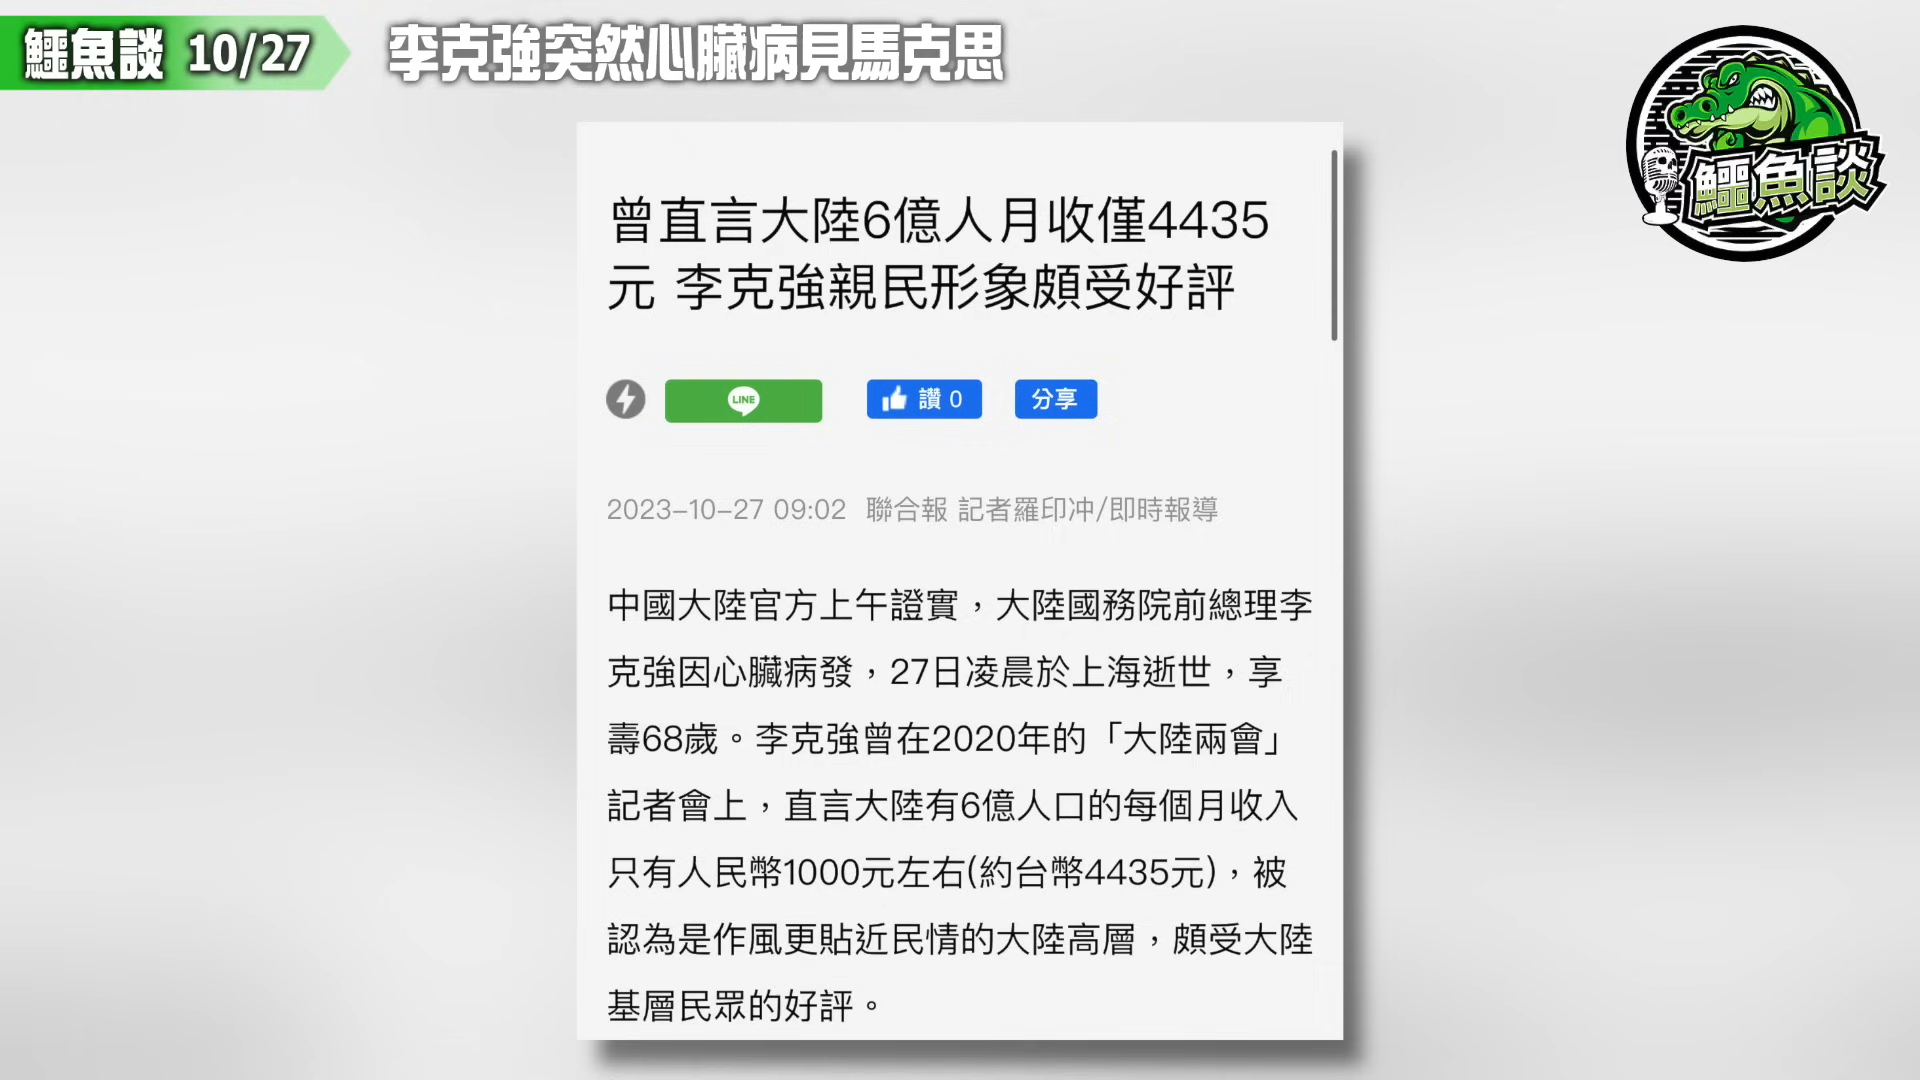 鱷魚談 10/27
李克強突然心臟病見馬克思
鱷魚談
曾直言大陸6億人月收僅4435
元 李克強親民形象頗受好評
LINE
讚 0
分享
2023-10-27 09:02 聯合報 記者羅印冲/即時報導
中國大陸官方上午證實，大陸國務院前總理李
克強因心臟病發，27日凌晨於上海逝世，享
壽68歲。李克強曾在2020年的「大陸兩會」
記者會上，直言大陸有6億人口的每個月收入
只有人民幣1000元左右(約台幣4435元)，被
認為是作風更貼近民情的大陸高層，頗受大陸
基層民眾的好評。